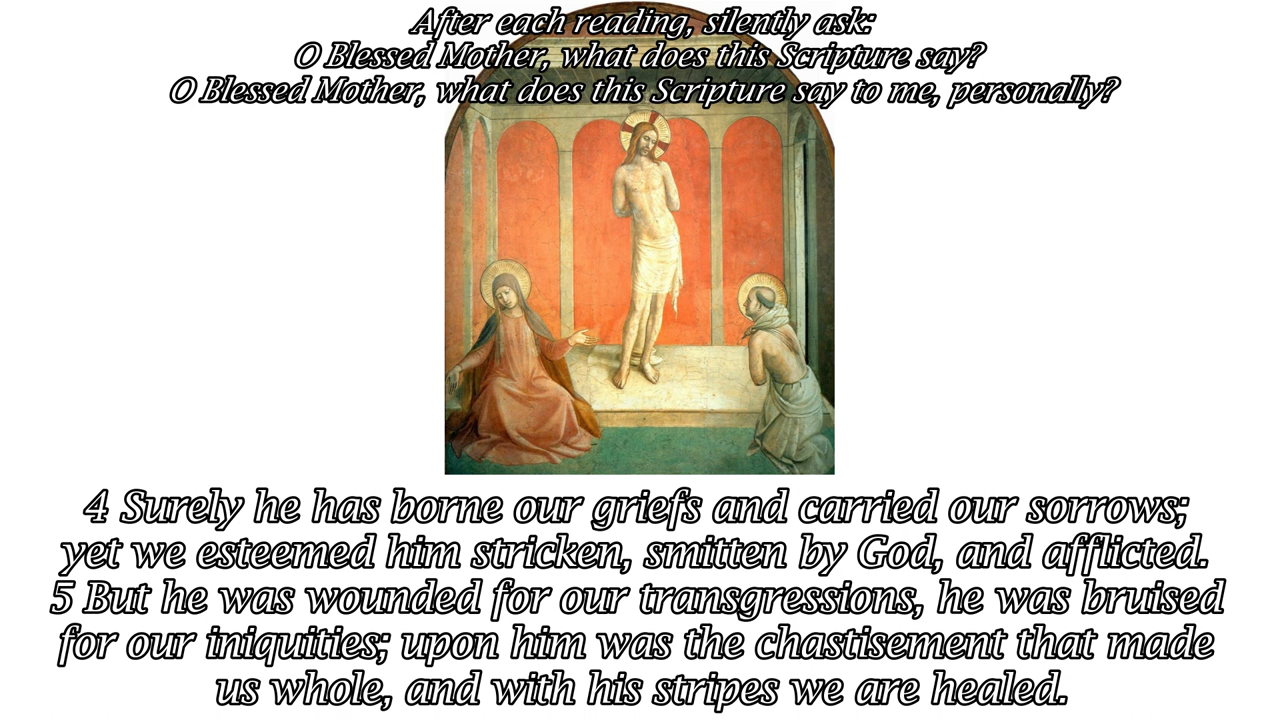 After each reading, silently ask:
O Blessed Mother, what does this Scripture say?
O Blessed Mother, what does this Scripture say to me, personally?
4 Surely he has borne our griefs and carried our sorrows;
yet we esteemed him stricken, smitten by God, and afflicted.
5 But he was wounded for our transgressions, he was bruised
for our iniquities; upon him was the chastisement that made
us whole, and with his stripes we are healed.